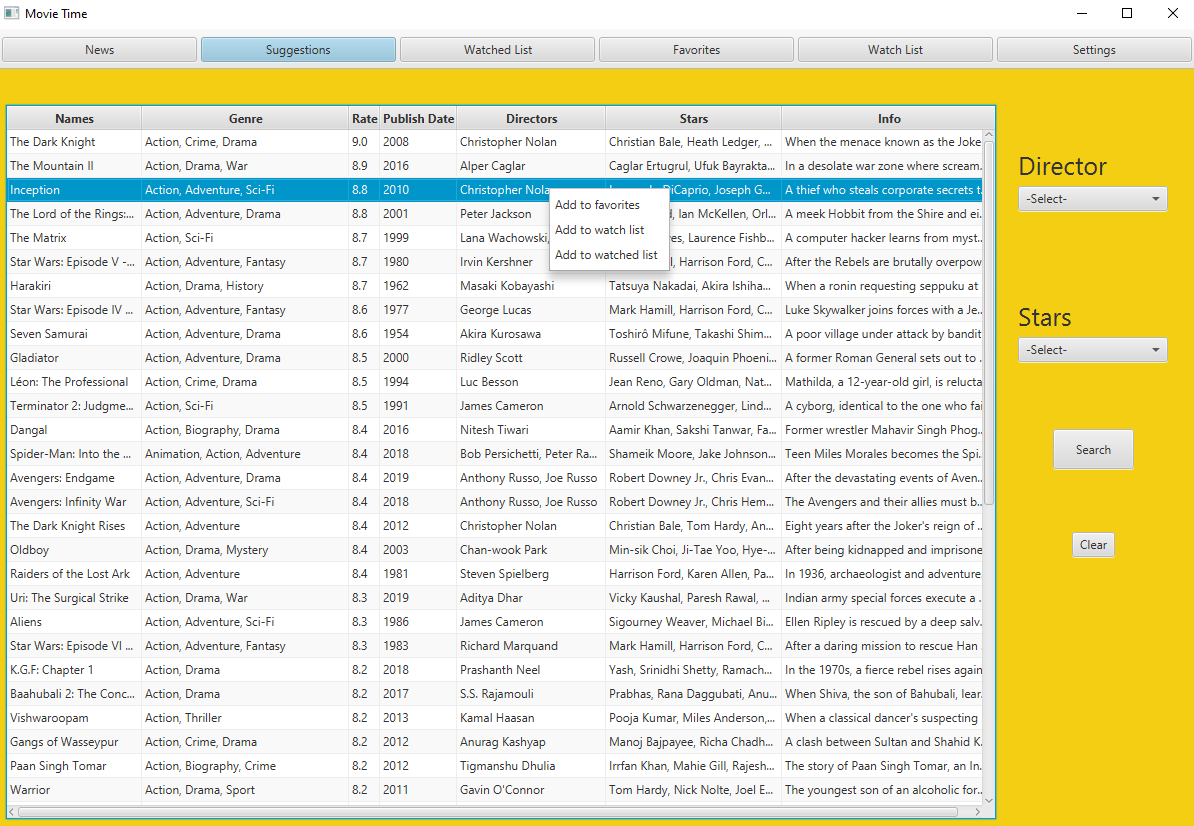 Movie Time
News Suggestions Watched List Favorites Watch List Settings
Names Genre Rate Publish Date Directors Stars Info
The Dark Knight Action, Crime, Drama 9.0 2008 Christopher Nolan Christian Bale, Heath Ledger, ... When the menace known as the Joke
The Mountain II Action, Drama, War 8.9 2016 Alper Caglar Caglar Ertugrul, Ufuk Bayrakta... In a desolate war zone where scream.
Inception Action, Adventure, Sci-Fi 8.8 2010 Christopher DiCaprio, Joseph G... A thief who steals corporate secrets t.
The Lord of the Rings:... Action, Adventure, Drama 8.8 2001 Peter Jackson Ian McKellen, Orl... A meek Hobbit from the Shire and ei.
The Matrix Action, Sci-Fi 8.7 1999 Lana Wachowski, Laurence Fishb... A computer hacker learns from myst.
Star Wars: Episode V -... Action, Adventure, Fantasy 8.7 1980 Irvin Kershner Harrison Ford, C... After the Rebels are brutally overpow
Harakiri Action, Drama, History 8.7 1962 Masaki Kobayashi Tatsuya Nakadai, Akira Ishiha... When a ronin requesting seppuku at
Star Wars: Episode IV ... Action, Adventure, Fantasy 8.6 1977 George Lucas Mark Hamill, Harrison Ford, C... Luke Skywalker joins forces with a Je..
Seven Samurai Action, Adventure, Drama 8.6 1954 Akira Kurosawa Toshirô Mifune, Takashi Shim... A poor village under attack by bandit
Gladiator Action, Adventure, Drama 8.5 2000 Ridley Scott Russell Crowe, Joaquin Phoeni... A former Roman General sets out to .
Léon: The Professional Action, Crime, Drama 8.5 1994 Luc Besson Jean Reno, Gary Oldman, Nat... Mathilda, a 12-year-old girl, is relucta
Terminator 2: Judgme... Action, Sci-Fi 8.5 1991 James Cameron Arnold Schwarzenegger, Lind... A cyborg, identical to the one who fai
Dangal Action, Biography, Drama 8.4 2016 Nitesh Tiwari Aamir Khan, Sakshi Tanwar, Fa... Former wrestler Mahavir Singh Phog..
Spider-Man: Into the ... Animation, Action, Adventure 8.4 2018 Bob Persichetti, Peter Ra... Shameik Moore, Jake Johnson... Teen Miles Morales becomes the Spi.
Avengers: Endgame Action, Adventure, Drama 8.4 2019 Anthony Russo, Joe Russo Robert Downey Jr., Chris Evan... After the devastating events of Aven..
Avengers: Infinity War Action, Adventure, Sci-Fi 8.4 2018 Anthony Russo, Joe Russo Robert Downey Jr., Chris Hem... The Avengers and their allies must b..
The Dark Knight Rises Action, Adventure 8.4 2012 Christopher Nolan Christian Bale, Tom Hardy, An... Eight years after the Joker's reign of .
Oldboy Action, Drama, Mystery 8.4 2003 Chan-wook Park Min-sik Choi, Ji-Tae Yoo, Hye-... After being kidnapped and imprisone
Raiders of the Lost Ark Action, Adventure 8.4 1981 Steven Spielberg Harrison Ford, Karen Allen, Pa... In 1936, archaeologist and adventure.
Uri: The Surgical Strike Action, Drama, War 8.3 2019 Aditya Dhar Vicky Kaushal, Paresh Rawal, ... Indian army special forces execute a .
Aliens Action, Adventure, Sci-Fi 8.3 1986 James Cameron Sigourney Weaver, Michael Bi... Ellen Ripley is rescued by a deep salv.
Star Wars: Episode VI ... Action, Adventure, Fantasy 8.3 1983 Richard Marquand Mark Hamill, Harrison Ford, C... After a daring mission to rescue Han
K.G.F: Chapter 1 Action, Drama 8.2 2018 Prashanth Neel Yash, Srinidhi Shetty, Ramach... In the 1970s, a fierce rebel rises again
Baahubali 2: The Conc... Action, Drama 8.2 2017 S.S. Rajamouli Prabhas, Rana Daggubati, Anu... When Shiva, the son of Bahubali, lear.
Vishwaroopam Action, Thriller 8.2 2013 Kamal Haasan Pooja Kumar, Miles Anderson,... When a classical dancer's suspecting
Gangs of Wasseypur Action, Crime, Drama 8.2 2012 Anurag Kashyap Manoj Bajpayee, Richa Chadh... A clash between Sultan and Shahid K.
Paan Singh Tomar Action, Biography, Crime 8.2 2012 Tigmanshu Dhulia Irrfan Khan, Mahie Gill, Rajesh... The story of Paan Singh Tomar, an In.
Warrior Action, Drama, Sport 8.2 2011 Gavin O'Connor Tom Hardy, Nick Nolte, Joel E... The youngest son of an alcoholic for..
Add to favorites
Add to watch list
Add to watched list
Director
-Select-
Stars
-Select-
Search
Clear